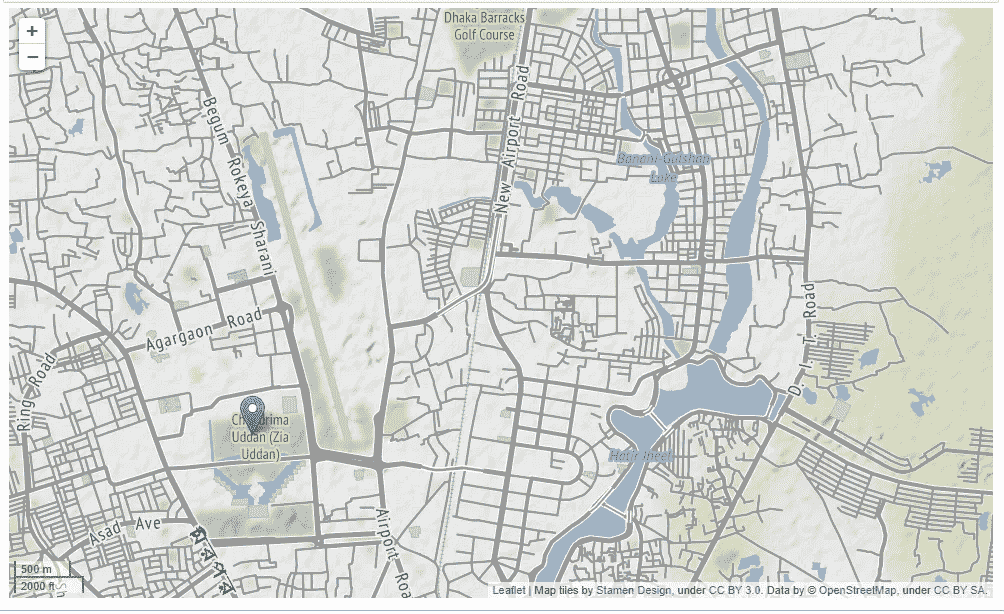 +
−
Dhaka Barracks
Golf Course
New Airport Road
Begum Rokeya Sharani
Banani-Gulshan
Lake
Agargaon Road
D. I. T. Road
Ring Road
Uddan (Zia
Uddan)
Hatir Jheel
Asad Ave
Airport Roa
500 m
2000 ft
Leaflet | Map tiles by Stamen Design, under CC BY 3.0. Data by © OpenStreetMap, under CC BY SA.